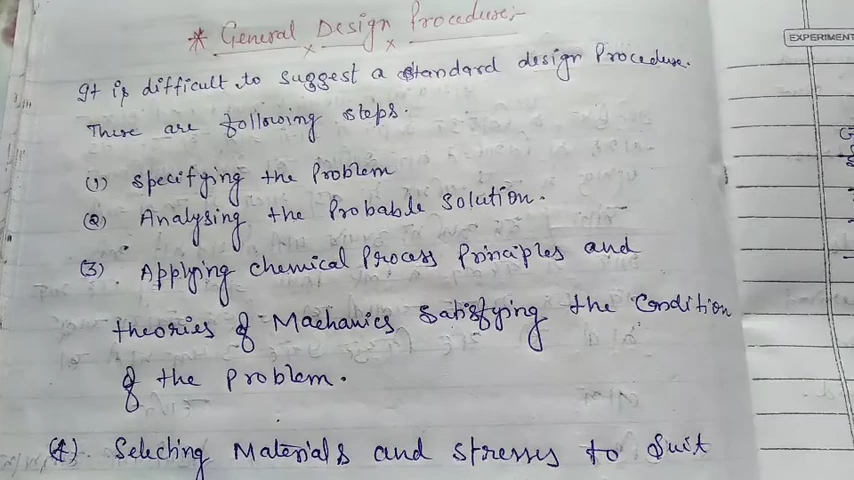 * General Design Procedure:-
It is difficult to suggest a standard design Procedure.
There are following steps.
(1) Specifying the Problem
(2) Analysing the Probable Solution.
(3) Applying chemical Process Principles and
theories of Machanics Satisfying the Condition
of the Problem.
(4). Selecting Materials and stresses to Suit
EXPERIMENT